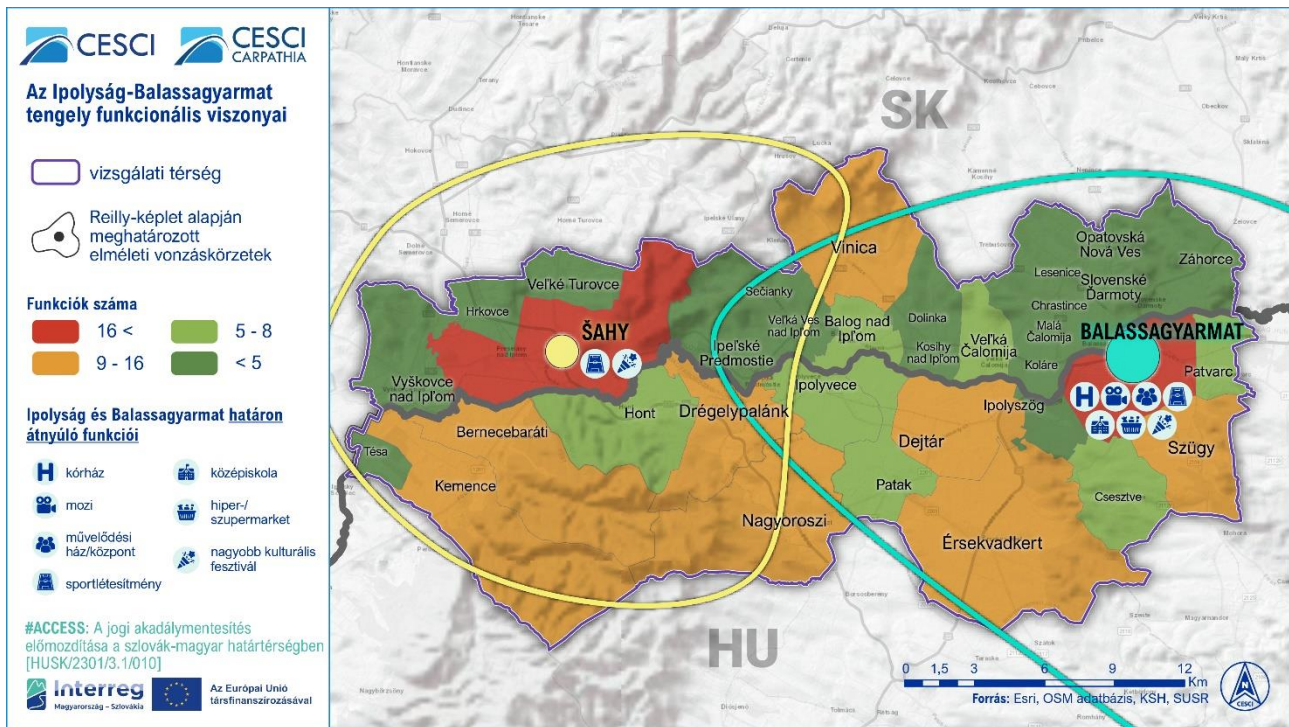 CESCI
CESCI
CARPATHIA
Az Ipolyság-Balassagyarmat
tengely funkcionális viszonyai
vizsgálati térség
Reilly-képlet alapján
meghatározott
elméleti vonzáskörzetek
Funkciók száma
16 <
5 - 8
9 - 16
< 5
Ipolyság és Balassagyarmat határon
átnyúló funkciói
H
kórház
középiskola
mozi
hiper-/
szupermarket
művelődési
ház/központ
nagyobb kulturális
fesztivál
sportlétesítmény
#ACCESS: A jogi akadálymentesítés
előmozdítása a szlovák-magyar határtérségben
[HUSK/2301/3.1/010]
Interreg
Magyarország – Szlovákia
Az Európai Unió
társfinanszírozásával
SK
Vinica
Opatovská
Nová Ves
Záhorce
Lesenice
Slovenské
Ďarmoty
Veľké Turovce
Sečianky
Chrastince
Hrkovce
Veľká Ves
nad Ipľom
Balog nad
Ipľom
Dolinka
Malá
Čalomija
ŠAHY
BALASSAGYARMAT
Ipeľské
Predmostie
Kosihy
nad Ipľom
Veľká
Čalomija
Koláre
Patvarc
Vyškovce
nad Ipľom
Ipolyvece
H
Hont
Drégelypalánk
Ipolyszög
Bernecebaráti
Dejtár
Szügy
Tésa
Kemence
Patak
Csesztve
Nagyoroszi
Érsekvadkert
HU
0 1,5 3 6 9 12
Km
Forrás: Esri, OSM adatbázis, KSH, SUSR
N
CESCI